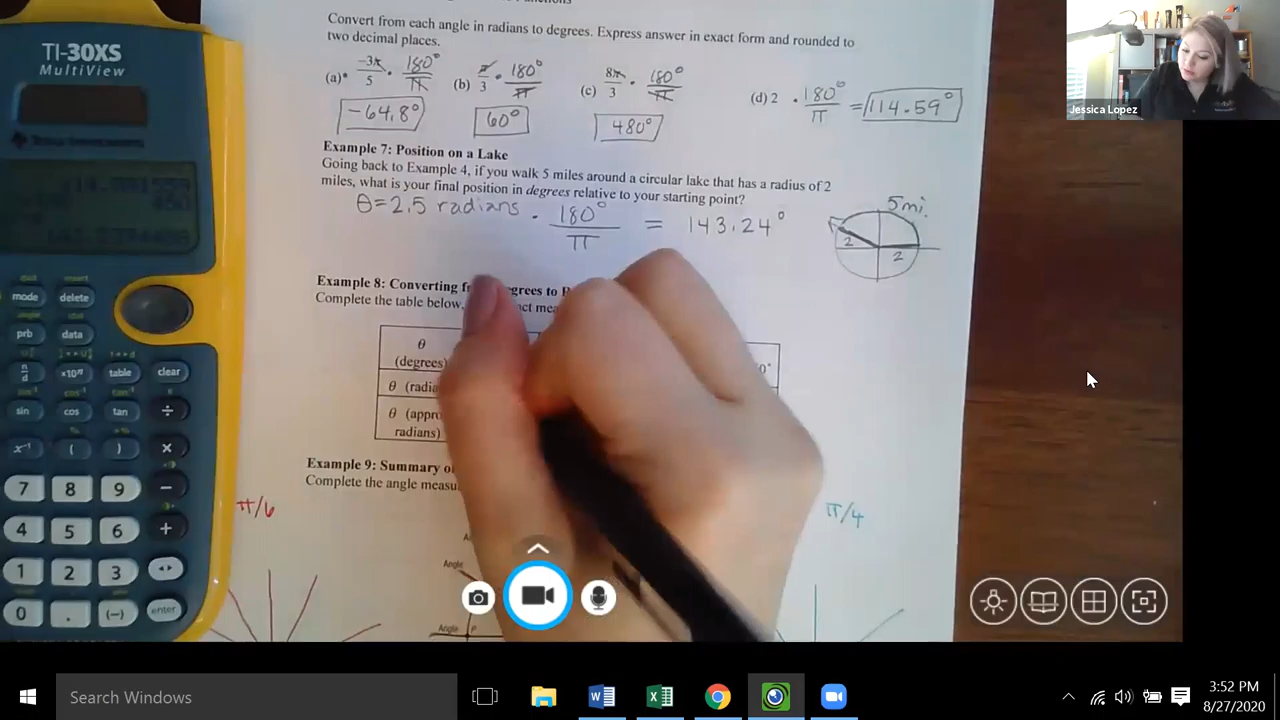 Convert from each angle in radians to degrees. Express answer in exact form and rounded to
two decimal places.
(a) -3π/5 · 180°/π
(b) π/3 · 180°/π
(c) 8π/3 · 180°/π
(d) 2 · 180°/π = 114.59°
-64.8°
60°
480°
Example 7: Position on a Lake
Going back to Example 4, if you walk 5 miles around a circular lake that has a radius of 2
miles, what is your final position in degrees relative to your starting point?
θ = 2.5 radians · 180°/π = 143.24°
5mi.
2
2
Example 8: Converting
Complete the table below.
θ
(degrees)
θ
θ
radians)
Example 9: Summary
Complete the angle
π/6
π/4
Angle
Angle
TI-30XS
MultiView
mode
delete
prb
data
n/d
×10ⁿ
table
clear
sin
cos
tan
÷
x⁻¹
(
)
×
7
8
9
−
4
5
6
+
1
2
3
0
.
(−)
enter
Jessica Lopez
Search Windows
3:52 PM
8/27/2020